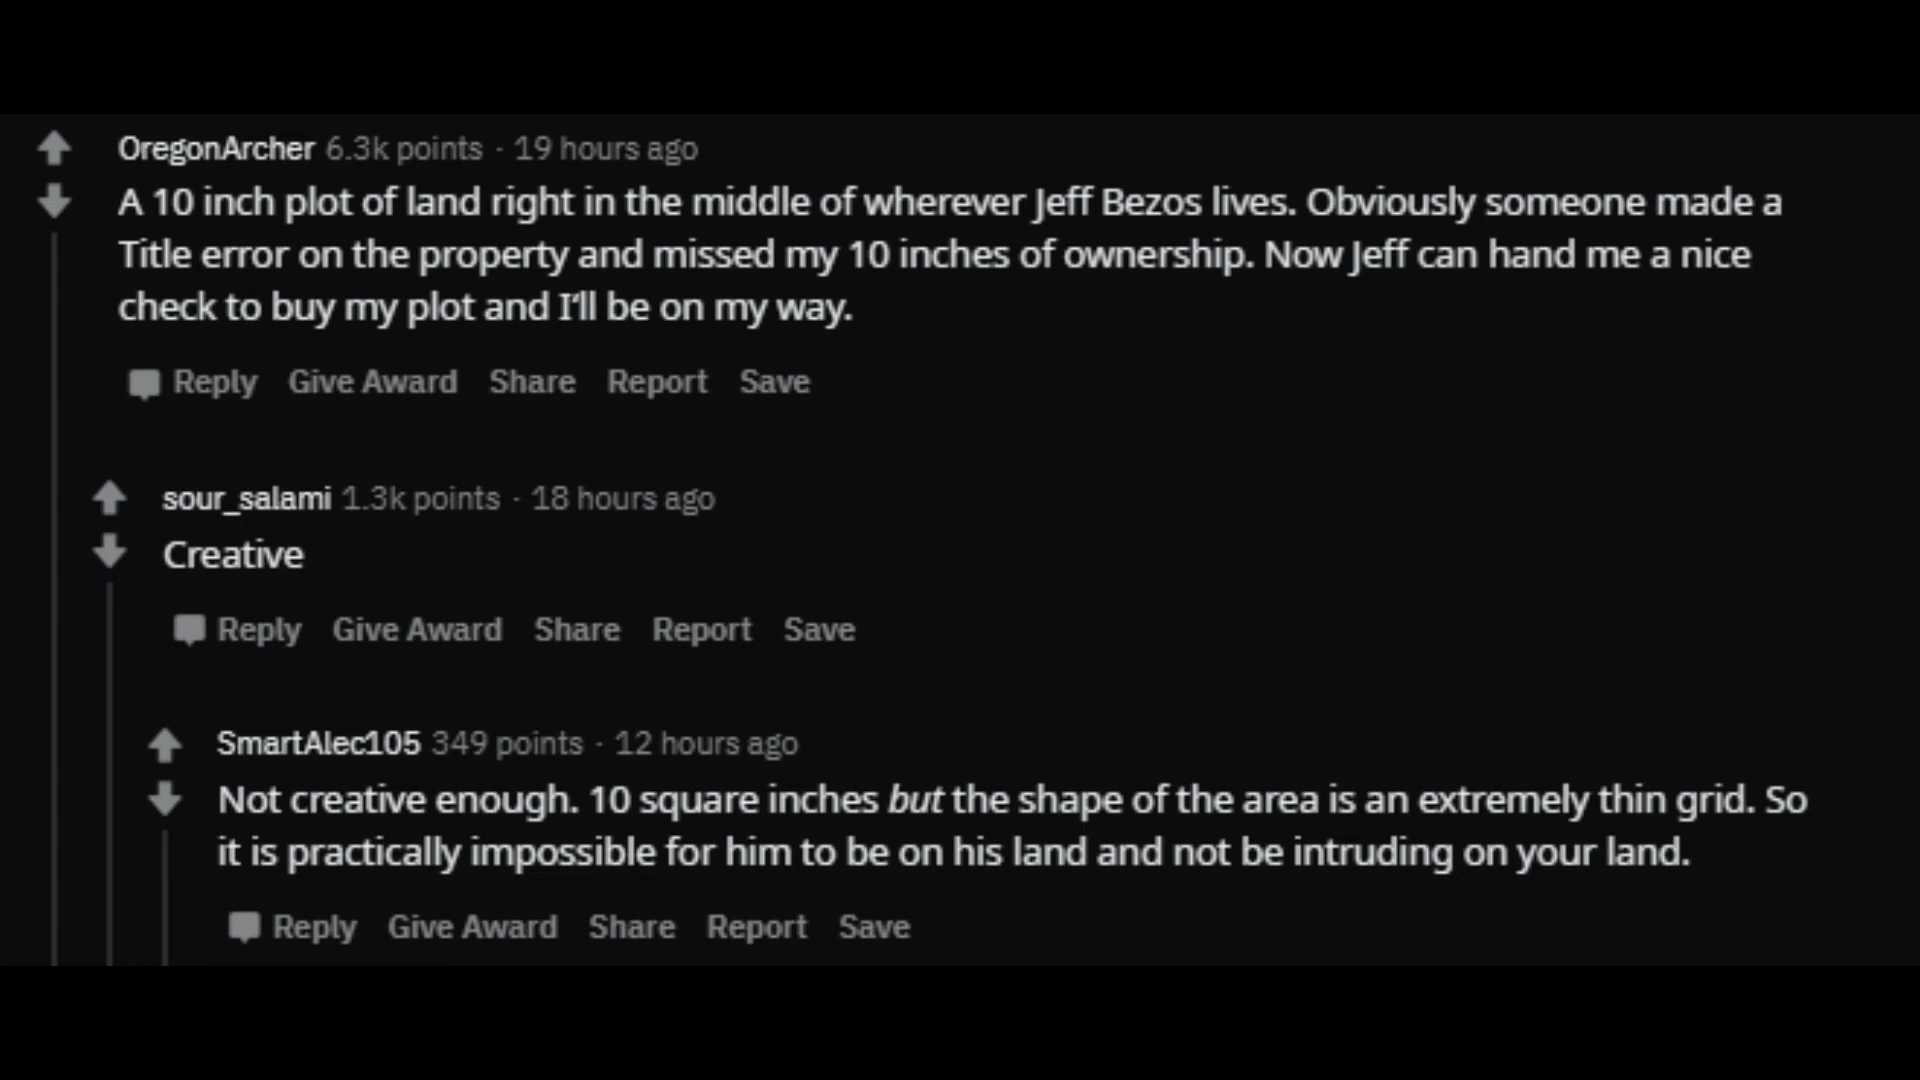 OregonArcher 6.3k points · 19 hours ago
A 10 inch plot of land right in the middle of wherever Jeff Bezos lives. Obviously someone made a
Title error on the property and missed my 10 inches of ownership. Now Jeff can hand me a nice
check to buy my plot and I'll be on my way.
Reply Give Award Share Report Save
sour_salami 1.3k points · 18 hours ago
Creative
Reply Give Award Share Report Save
SmartAlec105 349 points · 12 hours ago
Not creative enough. 10 square inches but the shape of the area is an extremely thin grid. So
it is practically impossible for him to be on his land and not be intruding on your land.
Reply Give Award Share Report Save